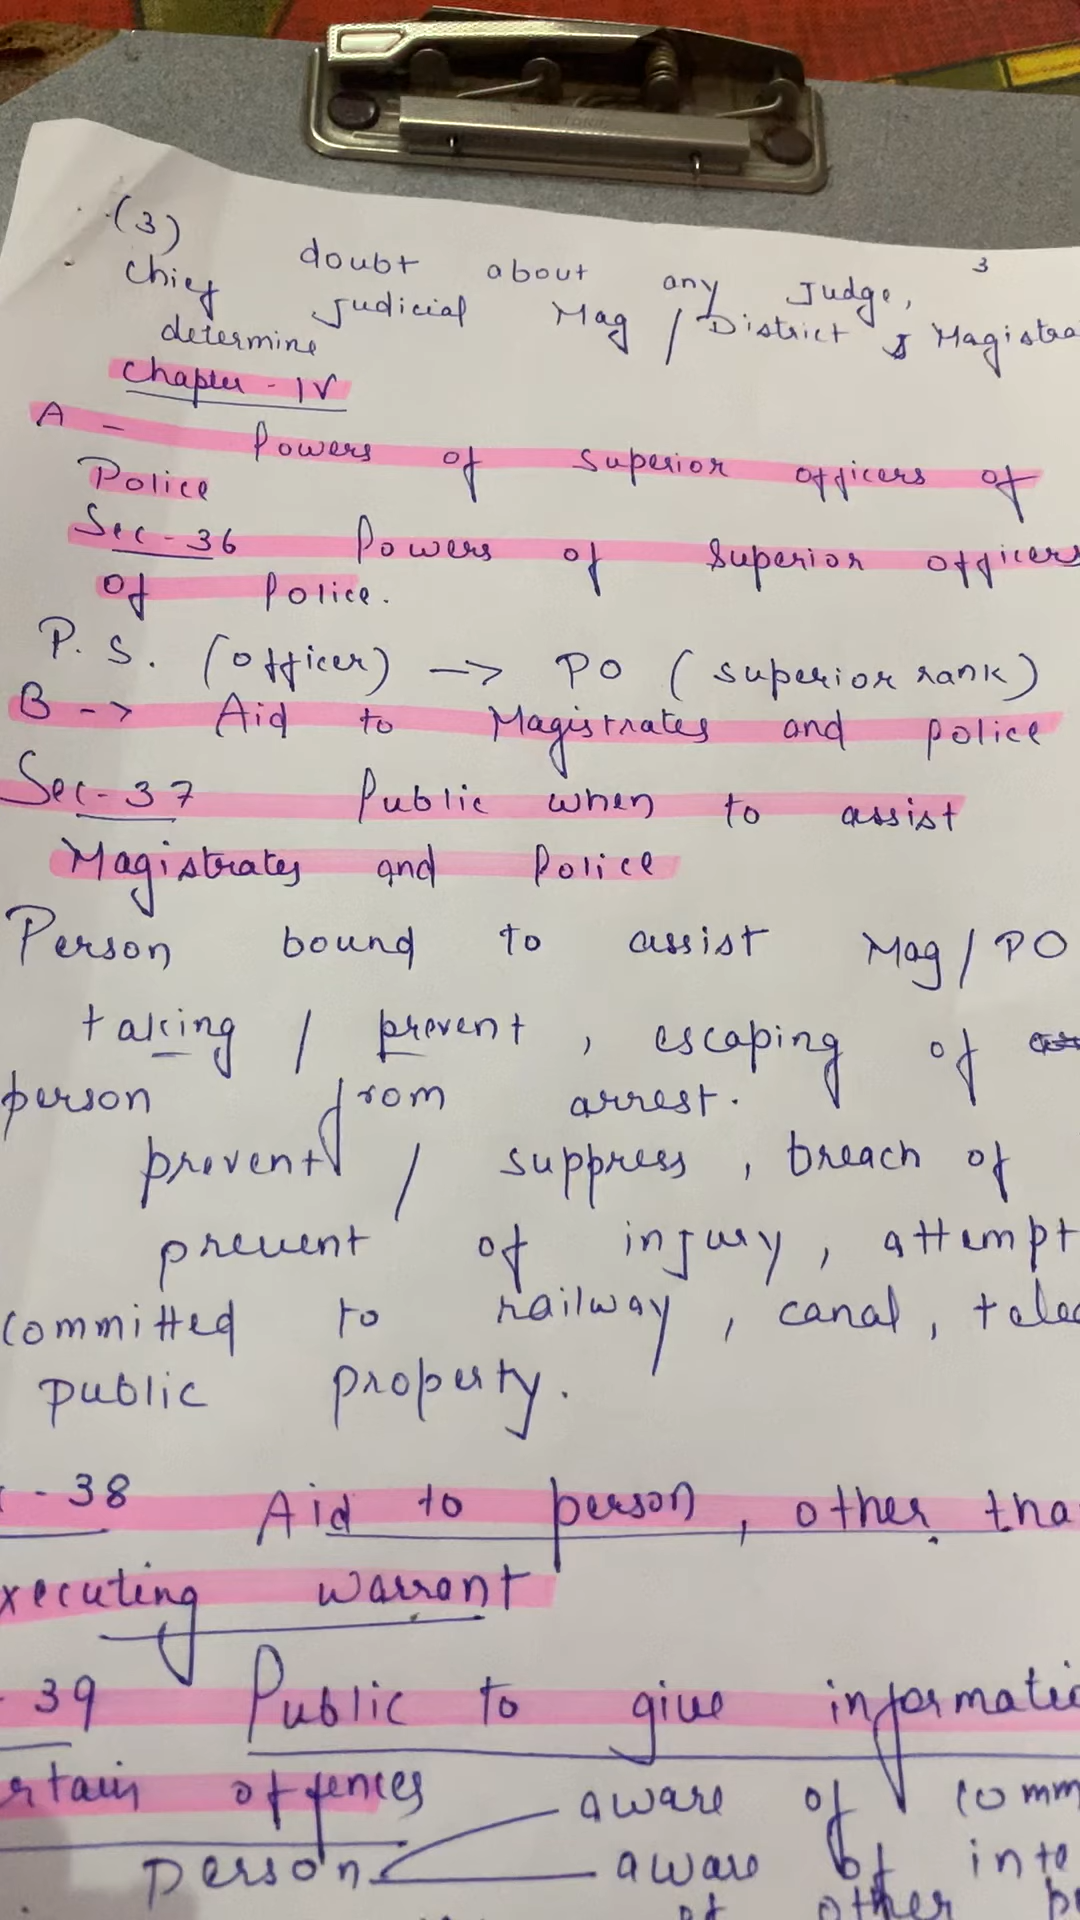 (3) doubt about any Judge, 3
Chief Judicial Mag / District Magistra
determine
Chapter - IV
A - Powers of superior officers of
Police
Sec - 36 Powers of Superior officers
of Police.
P. S. (officer) -> PO (superior rank)
B -> Aid to Magistrates and police
Sec - 37 Public when to assist
Magistrates and Police
Person bound to assist Mag / PO
taking / prevent , escaping of
person from arrest.
prevent / suppress , breach of
prevent of injury , attempt
committed to railway , canal , tele
public property.
- 38 Aid to person , other tha
xecuting warrant
- 39 Public to give informatio
rtain offences
aware of comm
person aware of inte
of other